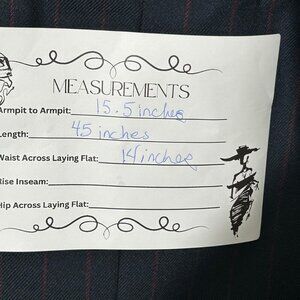 MEASUREMENTS
Armpit to Armpit: 15.5 inches
Length: 45 inches
Waist Across Laying Flat: 14 inches
Rise Inseam:
Hip Across Laying Flat: